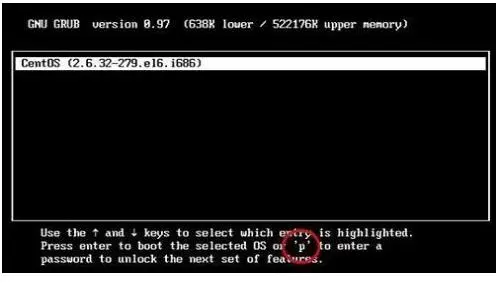 GNU GRUB version 0.97 (638K lower / 522176K upper memory)
CentOS (2.6.32-279.el6.i686)
Use the ↑ and ↓ keys to select which entry is highlighted.
Press enter to boot the selected OS or 'p' to enter a
password to unlock the next set of features.